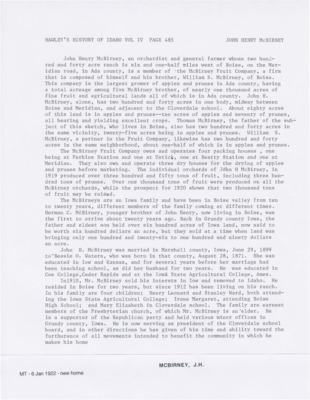 HAWLEY'S HISTORY OF IDAHO VOL IV PAGE 485 JOHN HENRY McBIRNEY
John Henry McBirney, an orchardist and general farmer whose two hund-
red and forty acre ranch is six and one-half miles west of Boise, on the Mer-
idian road, in Ada county, is a member of the McBirney Fruit Company, a firm
that is composed of himself and his brother, William S. McBirney, of Boise.
This company is the largest grower of apples and prunes in Ada county, having
a total acreage among five McBirney brother, of nearly one thousand acres of
fine fruit and agricultural lands all of which is in Ada county. John H.
McBirney, alone, has two hundred and forty acres in one body, midway between
Boise and Meridian, and adjacent to the Cloverdale school. About eighty acres
of this land is in apples and prunes--ten acres of apples and seventy of prunes,
all bearing and yielding excellent crops. Thomas McBirney, the father of the sub-
ject of this sketch, who lives in Boise, also has two hundred and forty acres in
the same vicinity, twenty-five acres being in apples and prunes. William S.
McBirney, a partner in the McBirney Fruit Company, likewise has two hundred and forty
acres in the same neighborhood, about one-half of which is in apples and prunes.
The McBirney Fruit Company owns and operates four packing houses, one
being at Perkins Station and one at Ustick, one at Beatty Station and one at
Meridian. They also own and operate three dry houses for the drying of apples
and prunes before marketing. The individual orchards of John H McBirney, in
1919 produced over three hundred and fifty tons of fruit, including three hun-
dred tons of prunes. Over one thousand tons of fruit were produced on all the
McBirney orchards, while the prospect for 1920 shows that two thousand tons
of fruit may be raised.
The McBirneys are an Iowa family and have been in Boise valley from ten
to twenty years, different members of the family coming at different times.
Herman C. McBirney, younger brother of John Henry, now living in Boise, was
the first to arrive about twenty years ago. Back in Grundy county Iowa, the
father and eldest son held over six hundred acres of Iowa land, now sold to
be worth six hundred dollars an acre, but they sold at a time when land was
bringing only one hundred and twenty-six to one hundred and ninety dollars
an acre.
John H. McBirney was married in Marshall county, Iowa, June 29, 1899
to Bessie O. Waters, who was born in that county, August 28, 1871. She was
educated in Iowa and Kansas, and for several years before her marriage had
been teaching school, as did her husband for two years. He was educated in
Coe College, Cedar Rapids and at the Iowa State Agricultural College, Ames.
In 1910, Mr. McBirney sold his interest in Iowa and removed to Idaho. He
resided in Boise for two years, but since 1912 has been living on his ranch.
In his family are four children: Henry Leonard and Stanley Ward, both attend-
ing the Iowa State Agricultural College; Irene Margaret, attending Boise
High School; and Mary Elizabeth in Cloverdale school. The family are earnest
members of the Presbyterian church, of which Mr. McBirney is an elder. He
is a supporter of the Republican party and held various minor offices in
Grundy county, Iowa. He is now serving as president of the Cloverdale school
board, and in other directions he has given of his time and ability toward the
furtherance of all movements intended to benefit the community in which he
makes his home
McBIRNEY, J.H.
MT - 6 Jan 1922 - new home